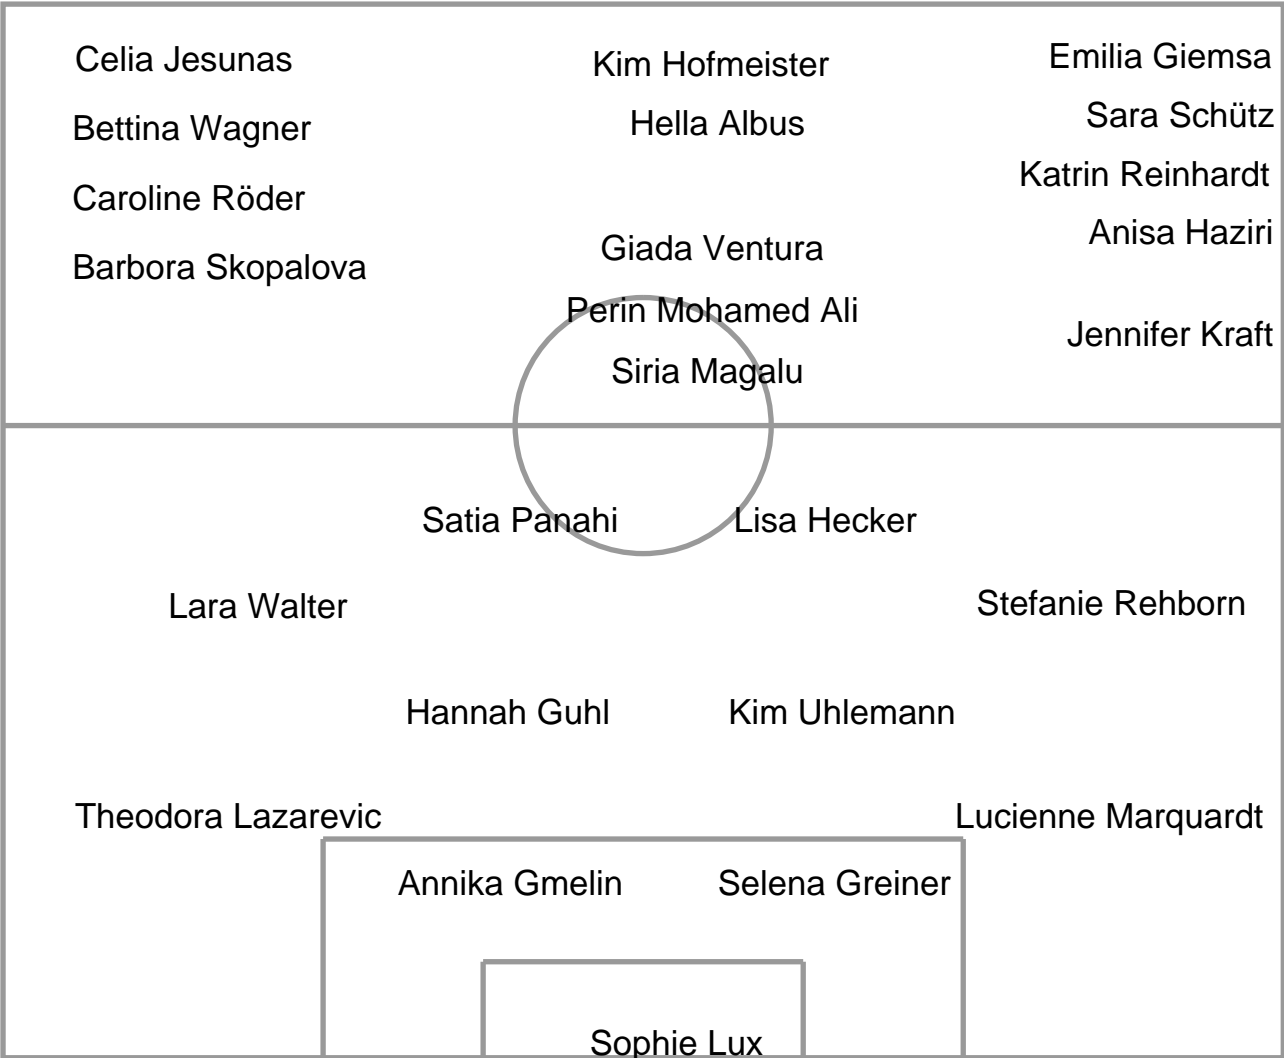 Celia Jesunas
Kim Hofmeister
Emilia Giemsa
Bettina Wagner
Hella Albus
Sara Schütz
Caroline Röder
Katrin Reinhardt
Barbora Skopalova
Giada Ventura
Anisa Haziri
Perin Mohamed Ali
Jennifer Kraft
Siria Magalu
Satia Panahi
Lisa Hecker
Lara Walter
Stefanie Rehborn
Hannah Guhl
Kim Uhlemann
Theodora Lazarevic
Lucienne Marquardt
Annika Gmelin
Selena Greiner
Sophie Lux